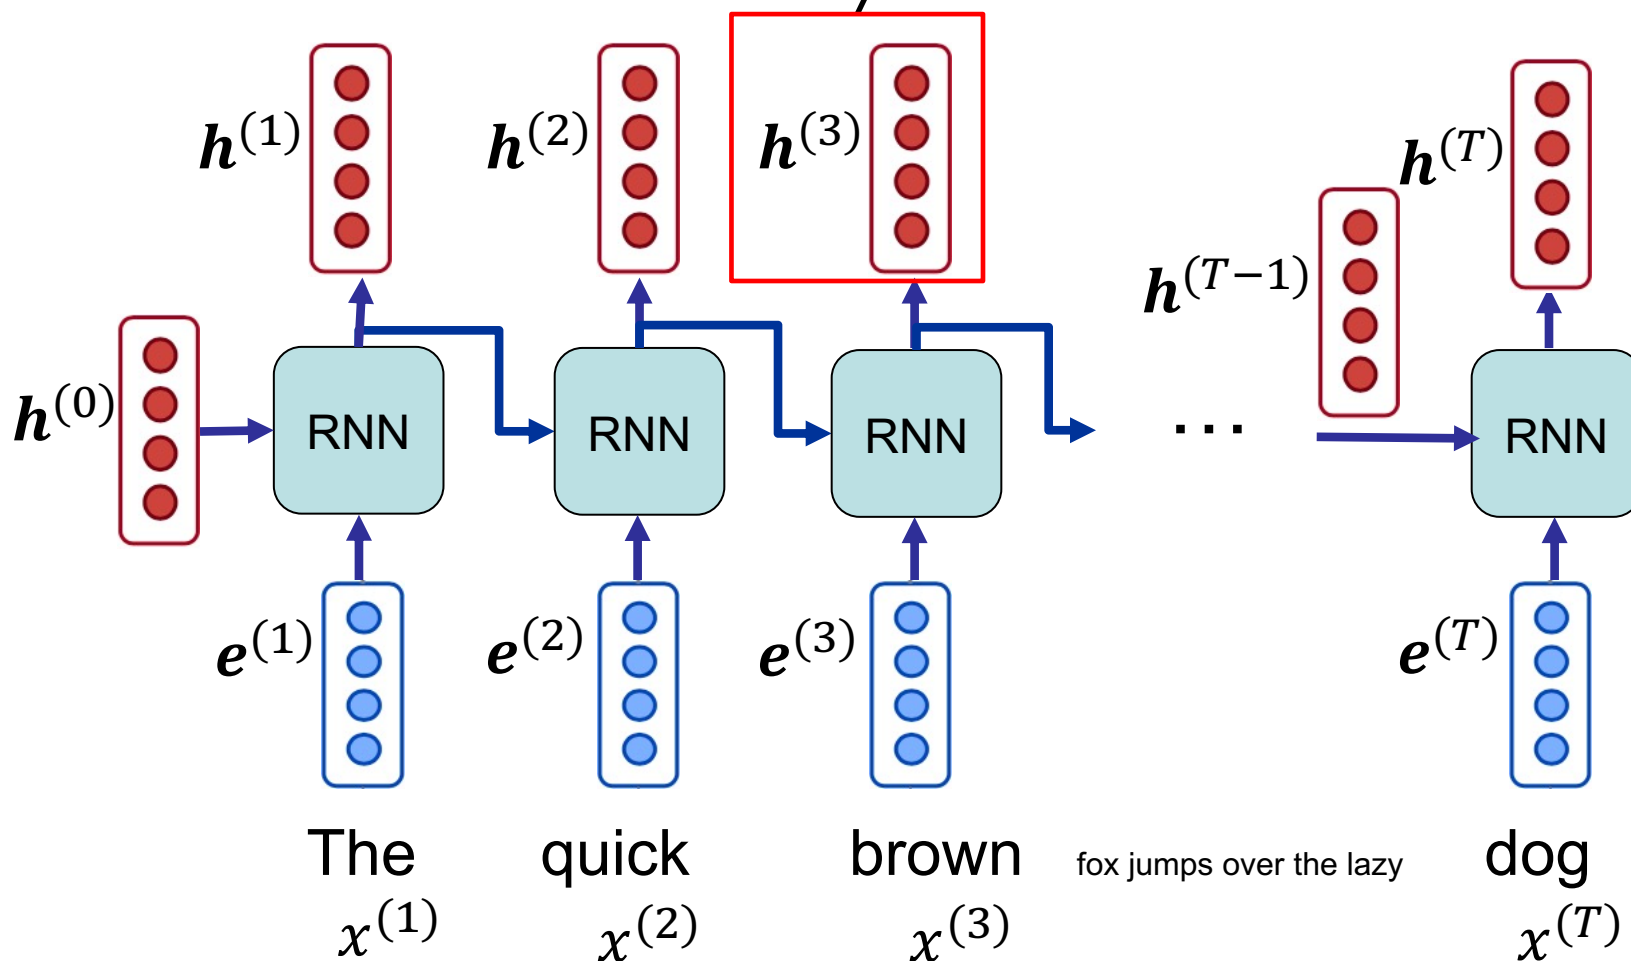 h^(1) h^(2) h^(3) h^(T)
h^(T−1)
h^(0)
RNN RNN RNN ... RNN
e^(1) e^(2) e^(3) e^(T)
The quick brown fox jumps over the lazy dog
x^(1) x^(2) x^(3) x^(T)